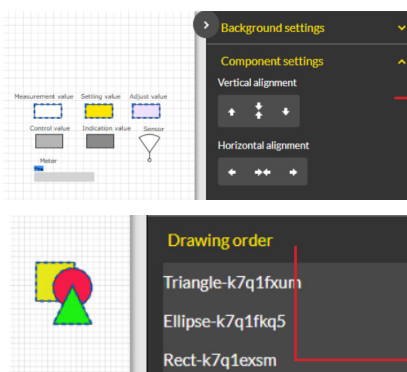 Background settings
Component settings
Vertical alignment
Horizontal alignment
Measurement value Setting value Adjust value
Control value Indication value Sensor
Meter
Drawing order
Triangle-k7q1fxum
Ellipse-k7q1fkq5
Rect-k7q1exsm